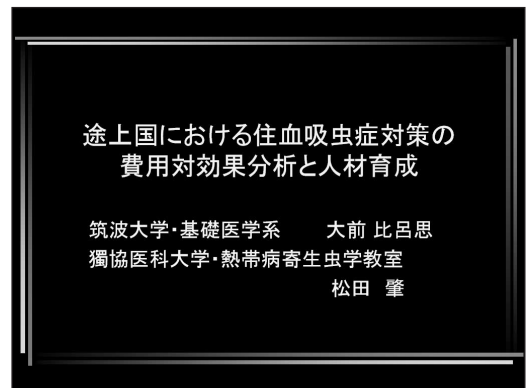 途上国における住血吸虫症対策の
費用対効果分析と人材育成
筑波大学・基礎医学系　　大前 比呂思
獨協医科大学・熱帯病寄生虫学教室
松田　肇